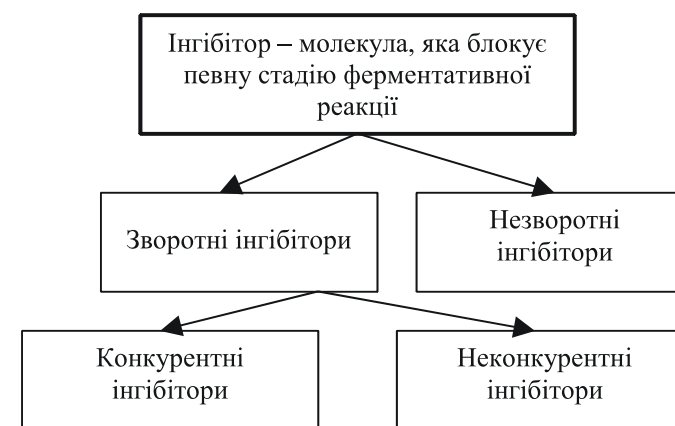 Інгібітор – молекула, яка блокує
певну стадію ферментативної
реакції
Зворотні інгібітори
Незворотні
інгібітори
Конкурентні
інгібітори
Неконкурентні
інгібітори